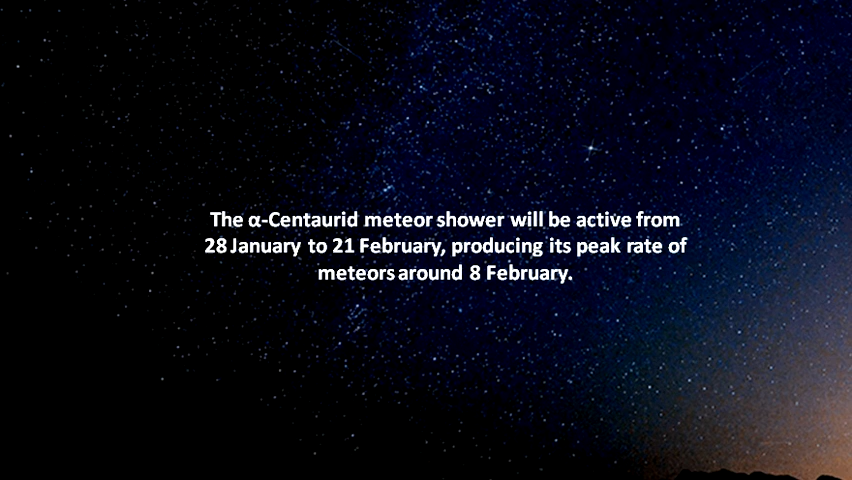 The α-Centaurid meteor shower will be active from
28 January to 21 February, producing its peak rate of
meteors around 8 February.